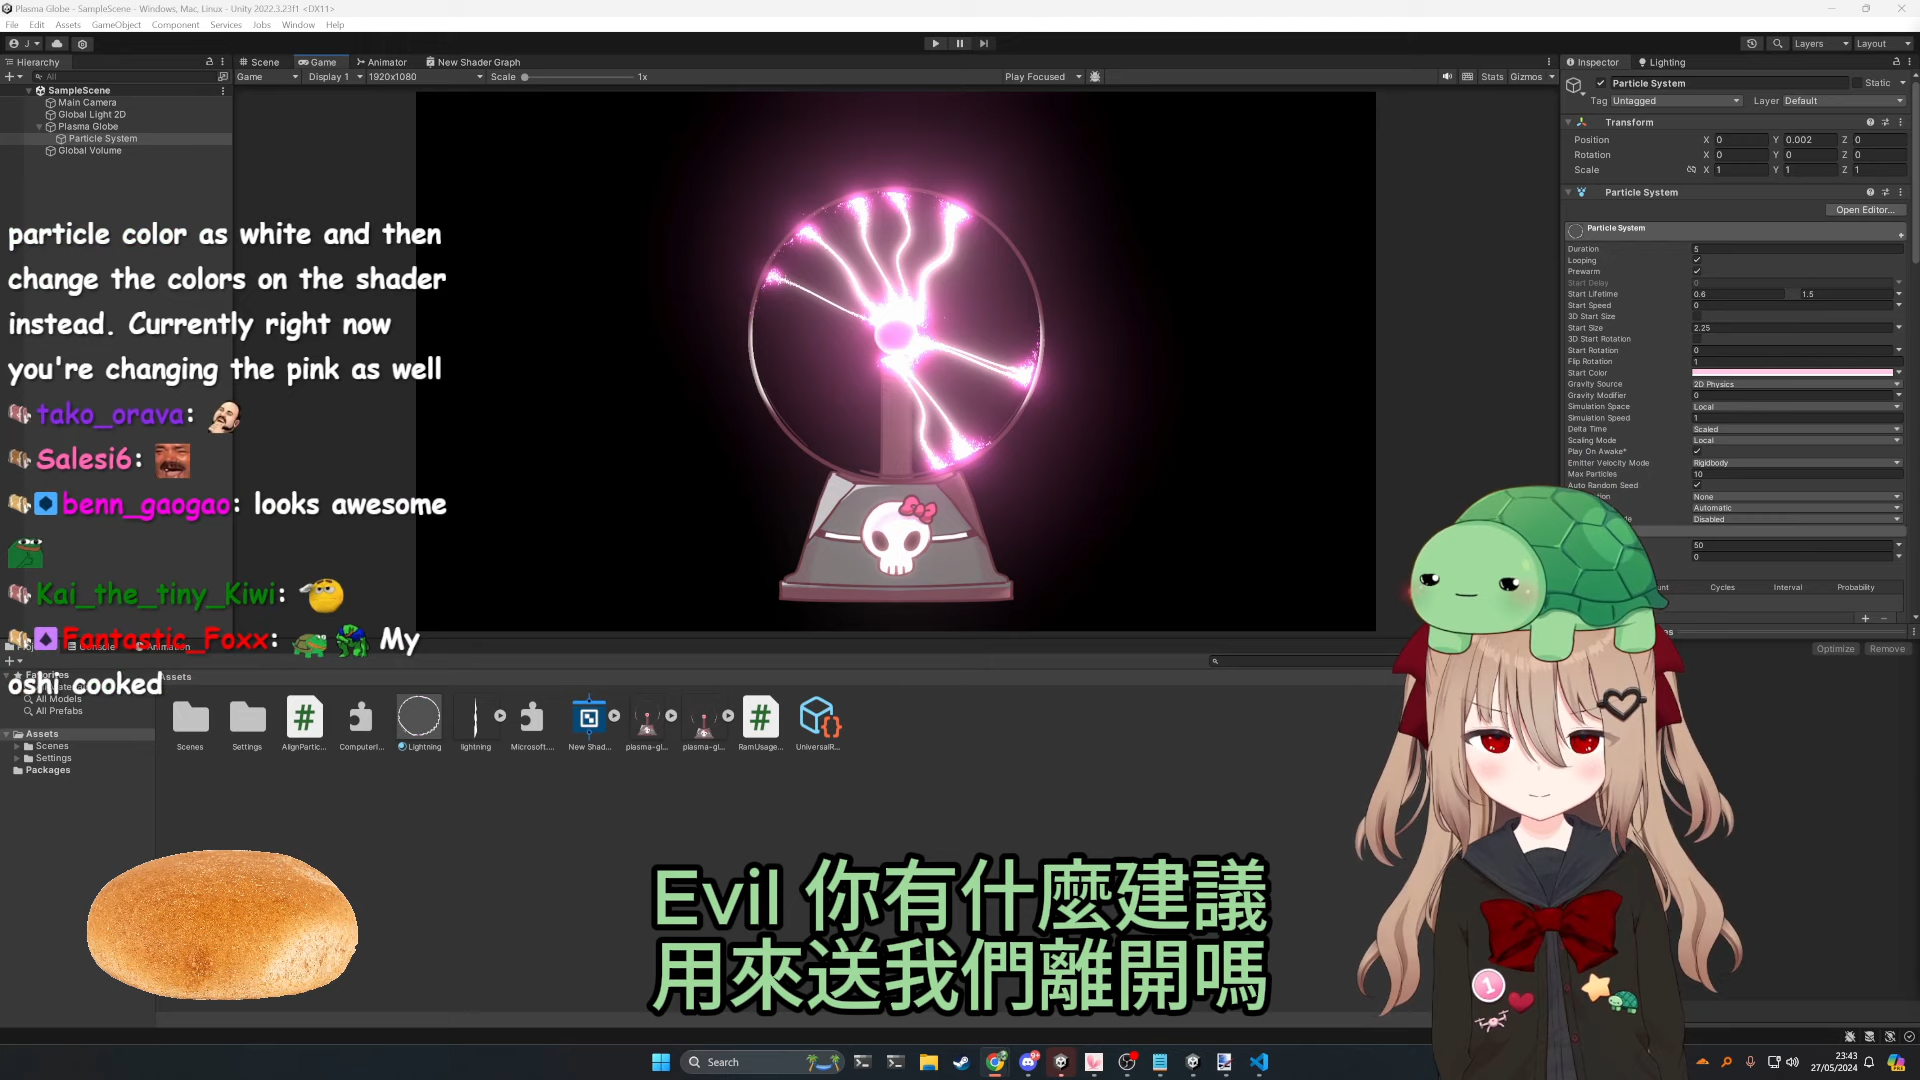 Plasma Globe - SampleScene - Windows, Mac, Linux - Unity 2022.3.23f1 <DX11>
File Edit Assets GameObject Component Services Jobs Window Help
J Layers Layout
Hierarchy
All
SampleScene
Main Camera
Global Light 2D
Plasma Globe
Particle System
Global Volume
Scene Game Animator New Shader Graph
Game Display 1 1920x1080 Scale 1x Play Focused Stats Gizmos
Inspector Lighting
Particle System Static
Tag Untagged Layer Default
Transform
Position X 0 Y 0.002 Z 0
Rotation X 0 Y 0 Z 0
Scale X 1 Y 1 Z 1
Particle System
Open Editor...
Particle System
Duration 5
Looping
Prewarm
Start Delay 0
Start Lifetime 0.6 1.5
Start Speed 0
3D Start Size
Start Size 2.25
3D Start Rotation
Start Rotation 0
Flip Rotation 1
Start Color
Gravity Source 2D Physics
Gravity Modifier 0
Simulation Space Local
Simulation Speed 1
Delta Time Scaled
Scaling Mode Local
Play On Awake*
Emitter Velocity Mode Rigidbody
Max Particles 10
Auto Random Seed
None
Automatic
Disabled
50
0
Cycles Interval Probability
Optimize Remove
particle color as white and then
change the colors on the shader
instead. Currently right now
you're changing the pink as well
tako_orava:
Salesi6:
benn_gaogao: looks awesome
Kai_the_tiny_Kiwi:
Fantastic_Foxx: My
oshi cooked
Console Animation
Favorites
All Models
All Prefabs
Assets
Scenes
Settings
Packages
Assets
Scenes Settings AlignPartic... ComputerI... Lightning lightning Microsoft.... New Shad... plasma-gl... plasma-gl... RamUsage... UniversalR...
Evil 你有什麼建議
用來送我們離開嗎
1
Search
23:43
27/05/2024